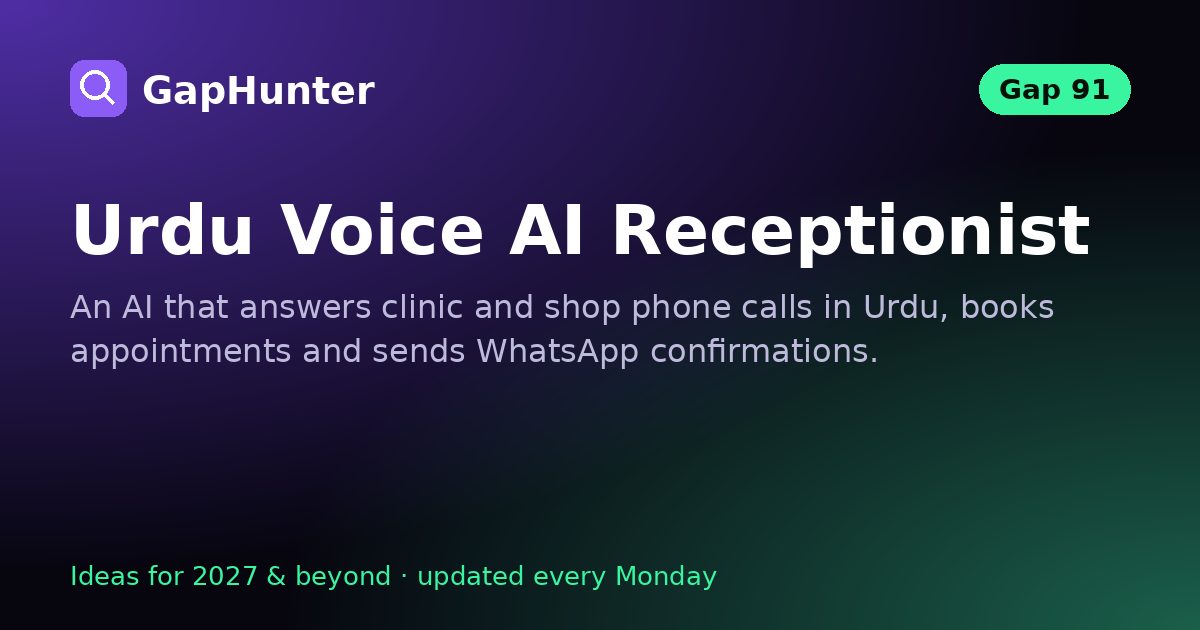 GapHunter
Gap 91
Urdu Voice AI Receptionist
An AI that answers clinic and shop phone calls in Urdu, books
appointments and sends WhatsApp confirmations.
Ideas for 2027 & beyond · updated every Monday